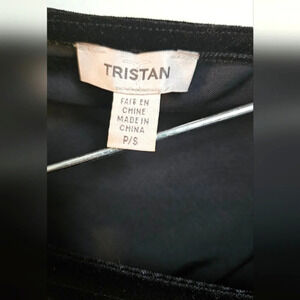 TRISTAN
FAIT EN
CHINE
MADE IN
CHINA
P/S